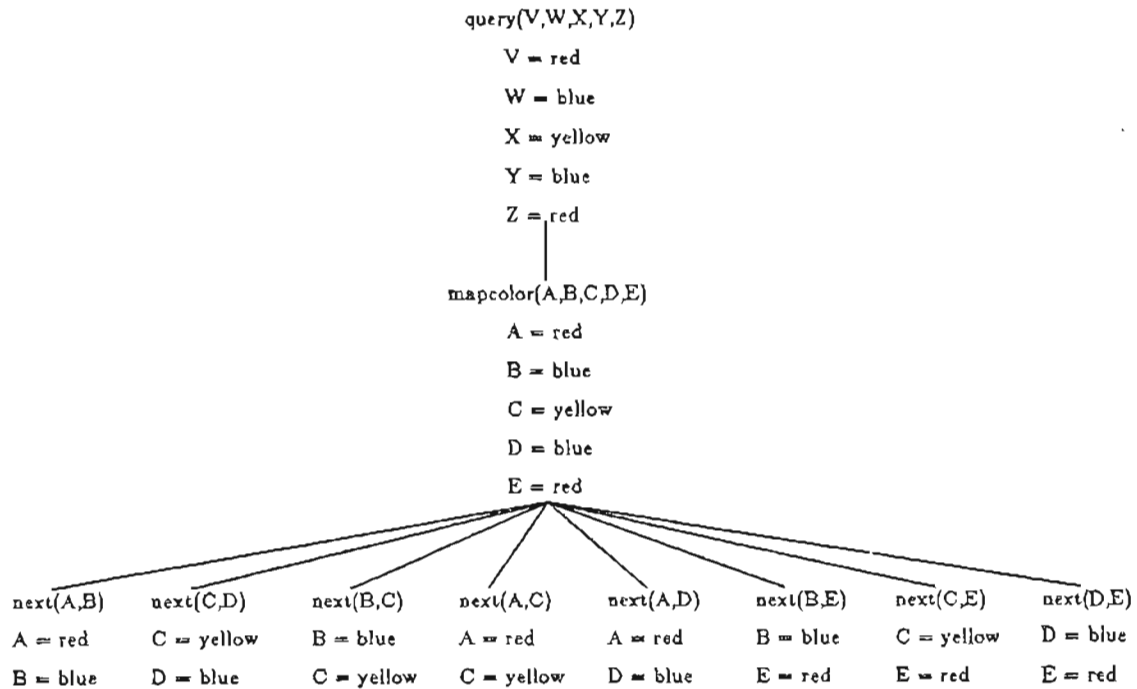 query(V,W,X,Y,Z)
V = red
W = blue
X = yellow
Y = blue
Z = red
mapcolor(A,B,C,D,E)
A = red
B = blue
C = yellow
D = blue
E = red
next(A,B) next(C,D) next(B,C) next(A,C) next(A,D) next(B,E) next(C,E) next(D,E)
A = red C = yellow B = blue A = red A = red B = blue C = yellow D = blue
B = blue D = blue C = yellow C = yellow D = blue E = red E = red E = red